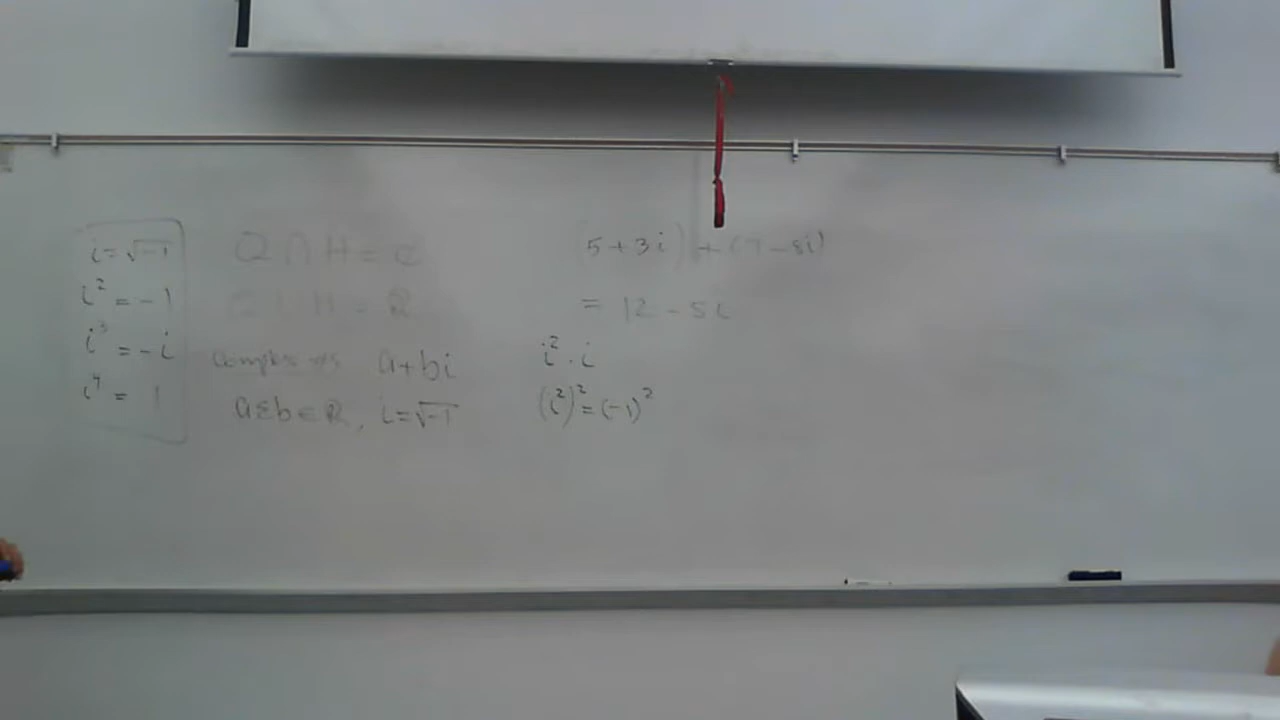 i = √-1
i² = -1
i³ = -i
i⁴ = 1
Q ∩ H = ∅
Q ∪ H = ℝ
complex a + bi
a & b ∈ ℝ, i = √-1
(5 + 3i) + (7 - 8i)
= 12 - 5i
i² · i
(i²)² = (-1)²